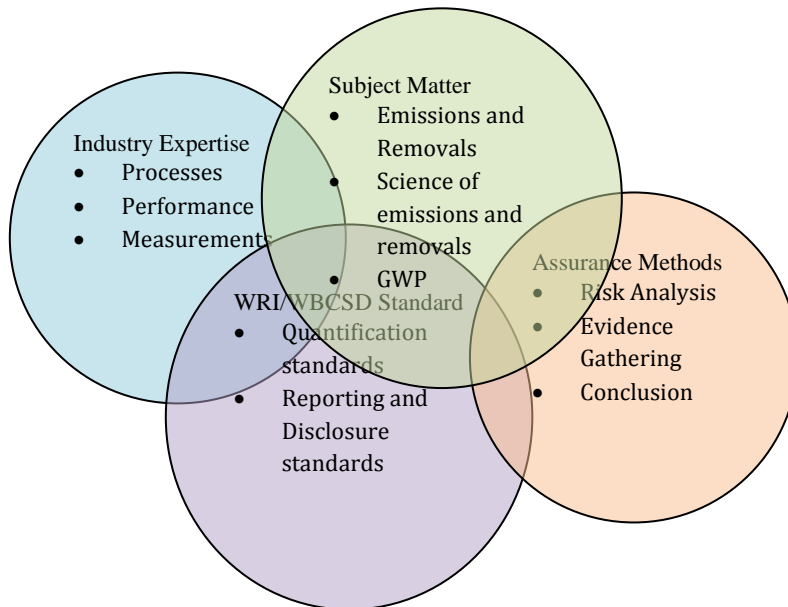 Subject Matter
• Emissions and
Removals
• Science of
emissions and
removals
• GWP
Industry Expertise
• Processes
• Performance
• Measurements
WRI/WBCSD Standard
• Quantification
standards
• Reporting and
Disclosure
standards
Assurance Methods
• Risk Analysis
• Evidence
Gathering
• Conclusion